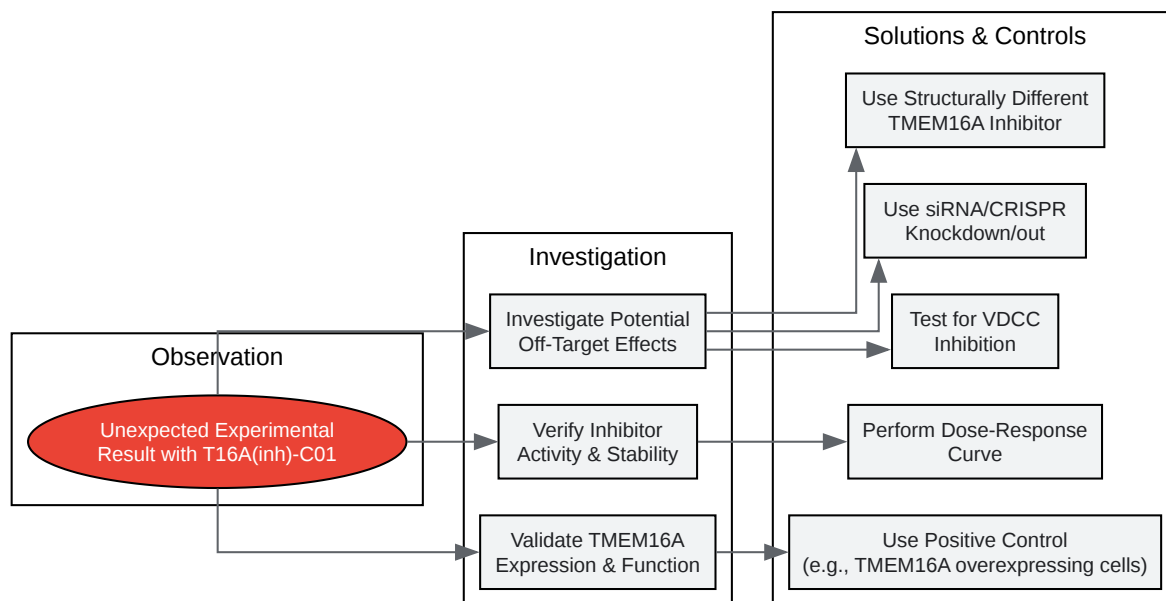 Solutions & Controls
Use Structurally Different
TMEM16A Inhibitor
Use siRNA/CRISPR
Knockdown/out
Investigation
Investigate Potential
Off-Target Effects
Test for VDCC
Inhibition
Observation
Unexpected Experimental
Result with T16A(inh)-C01
Verify Inhibitor
Activity & Stability
Perform Dose-Response
Curve
Validate TMEM16A
Expression & Function
Use Positive Control
(e.g., TMEM16A overexpressing cells)